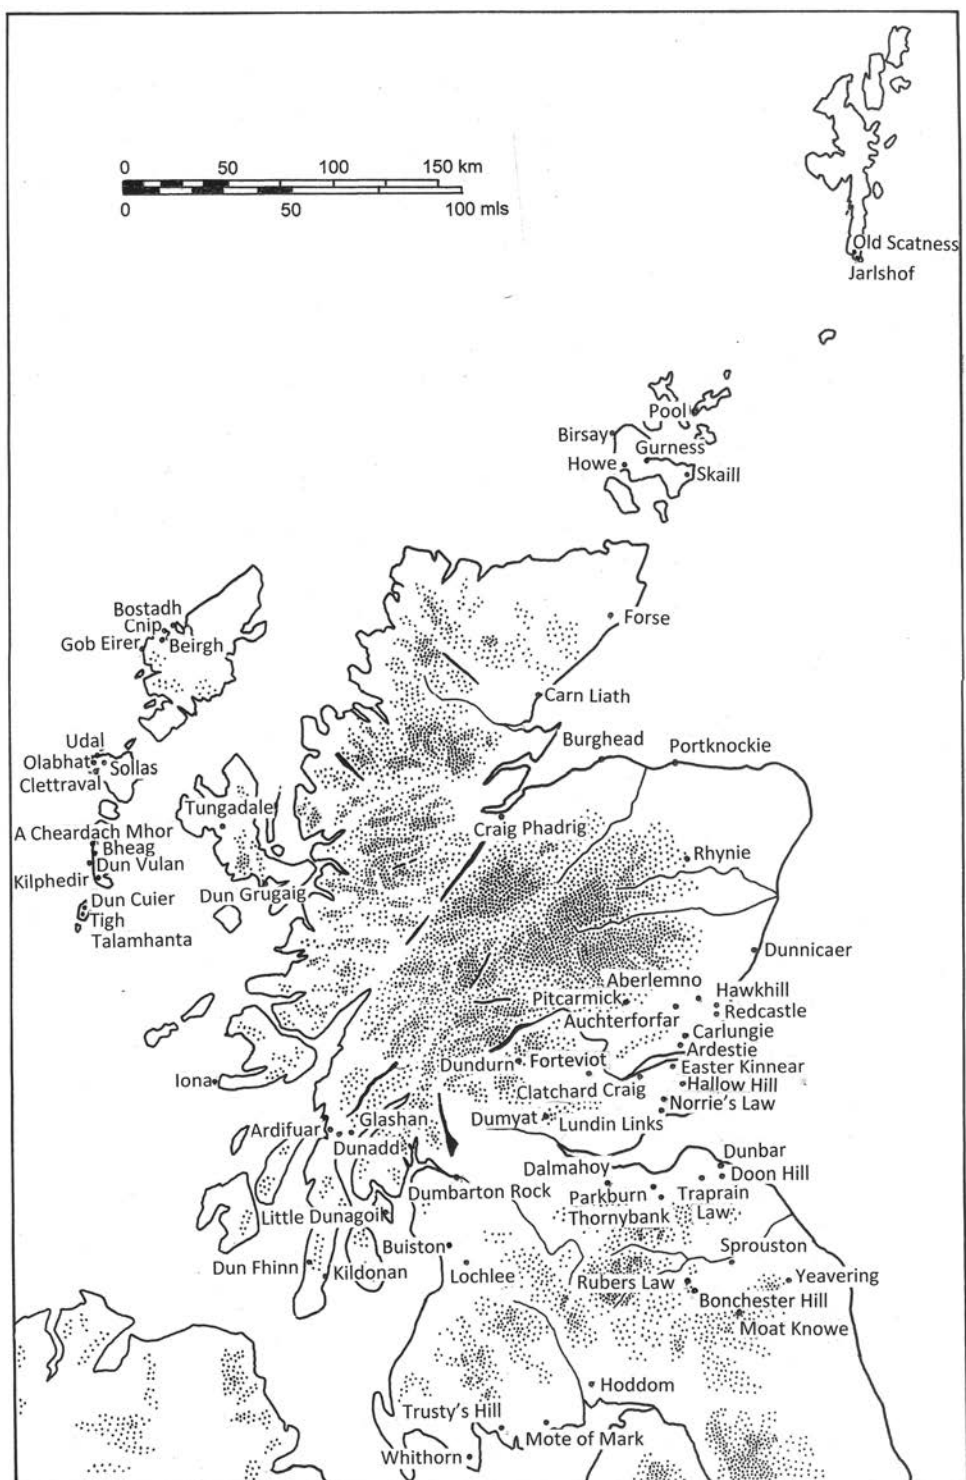 0 50 100 150 km
0 50 100 mls
Old Scatness
Jarlshof
Pool
Birsay
Gurness
Howe
Skaill
Bostadh
Cnip
Gob Eirer
Beirgh
Forse
Carn Liath
Udal
Olabhat
Sollas
Clettraval
Burghead
Portknockie
Tungadale
A Cheardach Mhor
Bheag
Dun Vulan
Kilphedir
Craig Phadrig
Rhynie
Dun Cuier
Tigh
Talamhanta
Dun Grugaig
Dunnicaer
Aberlemno
Pitcarmick
Hawkhill
Redcastle
Auchterforfar
Carlungie
Ardestie
Dundurn
Forteviot
Easter Kinnear
Iona
Clatchard Craig
Hallow Hill
Norrie's Law
Ardifuar
Glashan
Dumyat
Lundin Links
Dunadd
Dunbar
Dalmahoy
Doon Hill
Dumbarton Rock
Parkburn
Traprain
Law
Thornybank
Little Dunagoil
Buiston
Sprouston
Dun Fhinn
Kildonan
Lochlee
Rubers Law
Yeavering
Bonchester Hill
Moat Knowe
Hoddom
Trusty's Hill
Mote of Mark
Whithorn